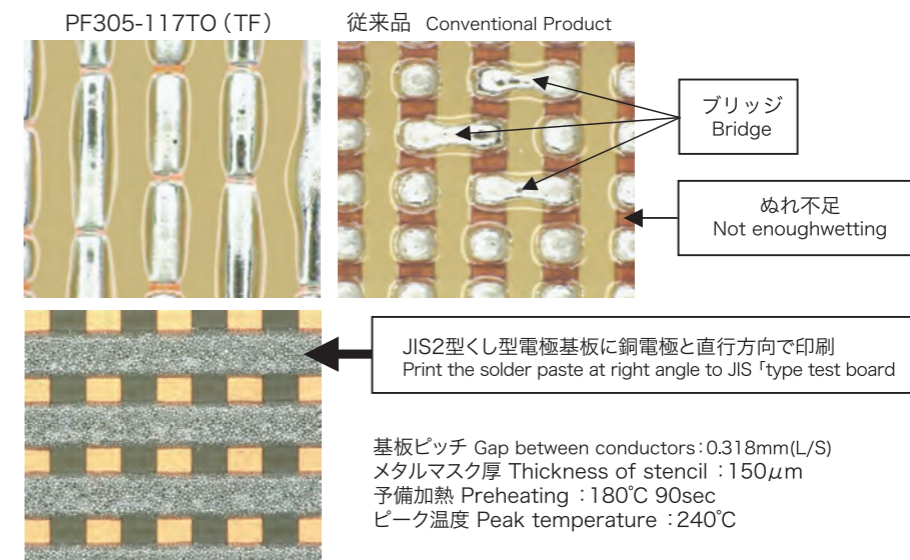 PF305-117TO（TF）
従来品 Conventional Product
ブリッジ
Bridge
ぬれ不足
Not enoughwetting
JIS2型くし型電極基板に銅電極と直行方向で印刷
Print the solder paste at right angle to JIS「type test board
基板ピッチ Gap between conductors：0.318mm(L/S)
メタルマスク厚 Thickness of stencil：150μm
予備加熱 Preheating：180℃ 90sec
ピーク温度 Peak temperature：240℃